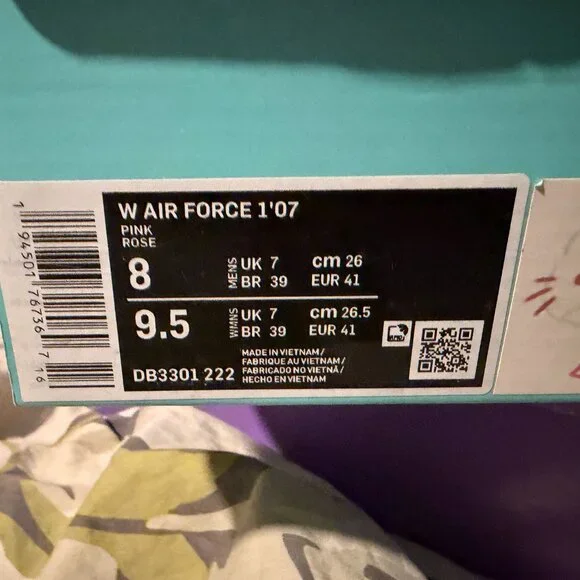 W AIR FORCE 1'07
PINK
ROSE
8 MENS UK 7 cm 26
BR 39 EUR 41
9.5 WMNS UK 7 cm 26.5
BR 39 EUR 41
DB3301 222
MADE IN VIETNAM /
FABRIQUE AU VIETNAM /
FABRICADO NO VIETNÃ /
HECHO EN VIETNAM
1 94501 76736 7 16